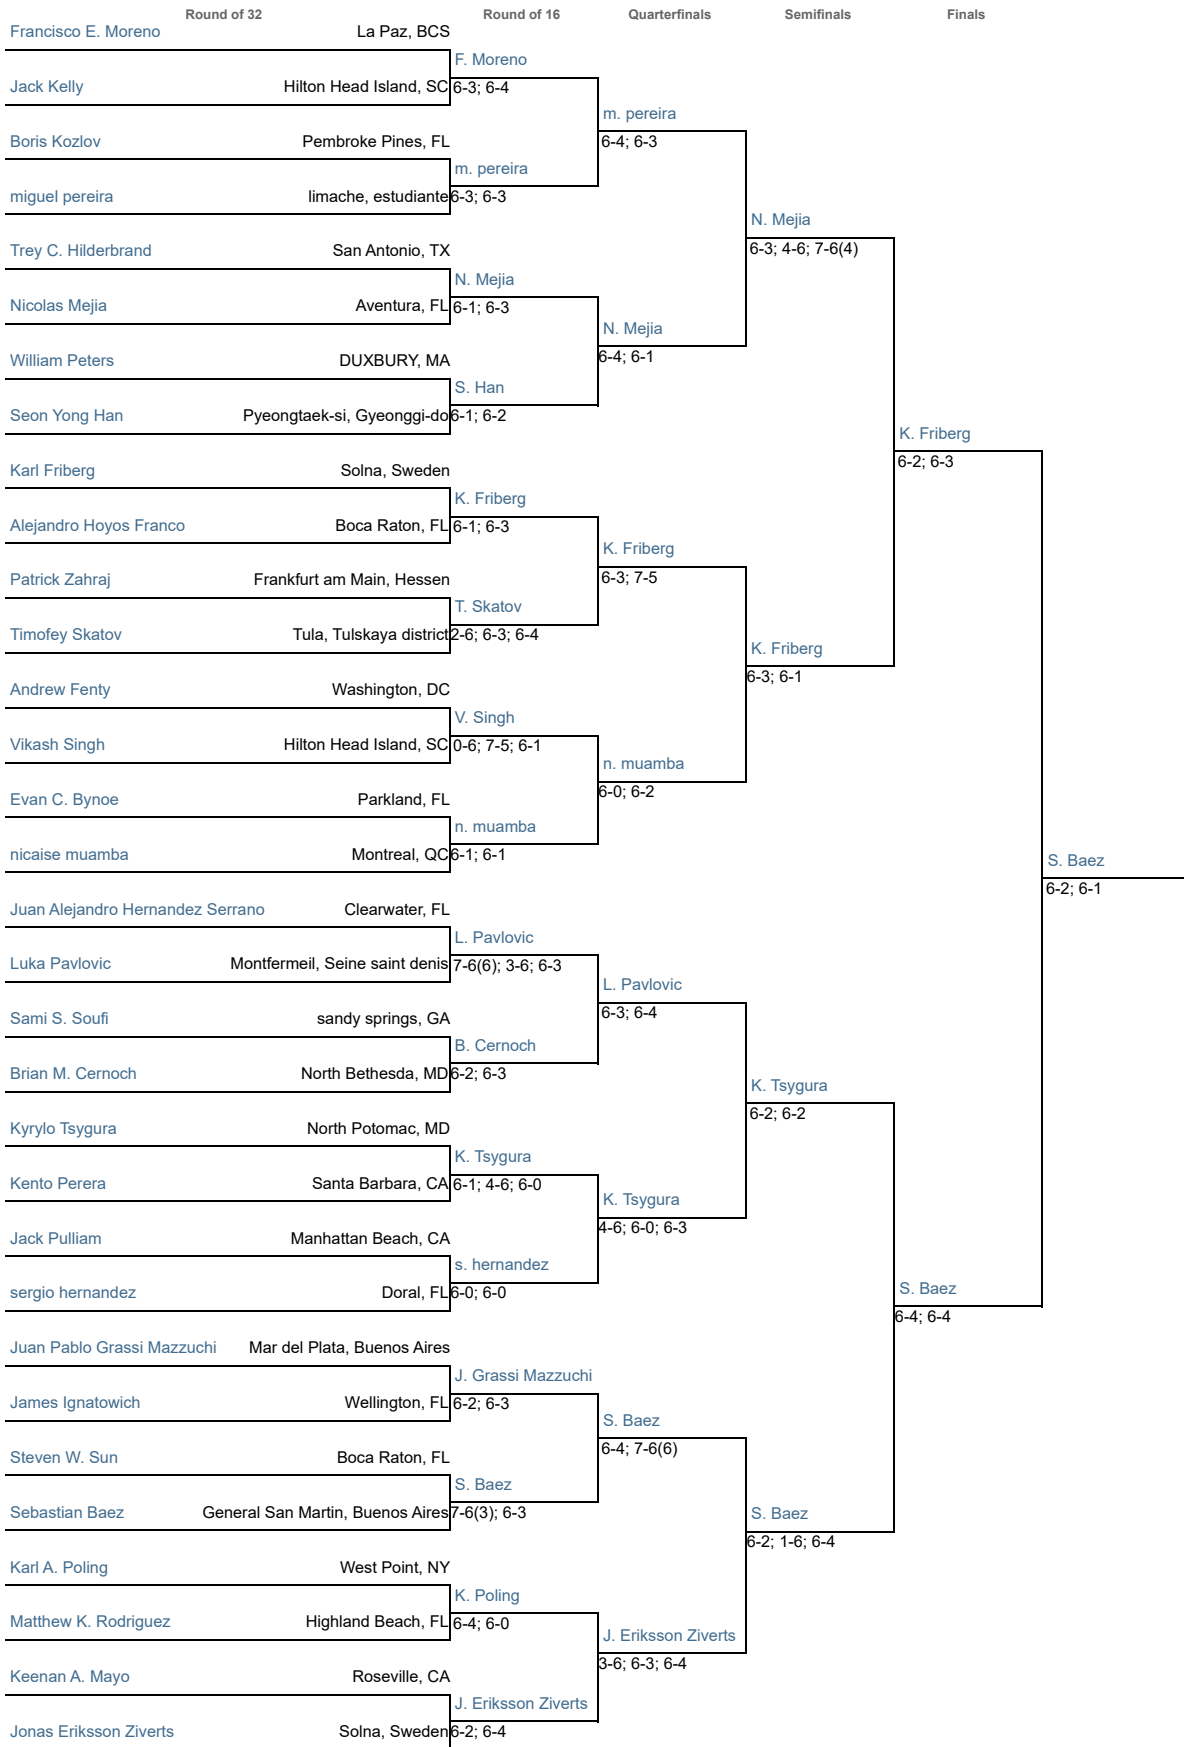 Round of 32 Round of 16 Quarterfinals Semifinals Finals
Francisco E. Moreno La Paz, BCS
F. Moreno
Jack Kelly Hilton Head Island, SC 6-3; 6-4
m. pereira
Boris Kozlov Pembroke Pines, FL 6-4; 6-3
m. pereira
miguel pereira limache, estudiante 6-3; 6-3
N. Mejia
Trey C. Hilderbrand San Antonio, TX 6-3; 4-6; 7-6(4)
N. Mejia
Nicolas Mejia Aventura, FL 6-1; 6-3
N. Mejia
William Peters DUXBURY, MA 6-4; 6-1
S. Han
Seon Yong Han Pyeongtaek-si, Gyeonggi-do 6-1; 6-2
K. Friberg
Karl Friberg Solna, Sweden 6-2; 6-3
K. Friberg
Alejandro Hoyos Franco Boca Raton, FL 6-1; 6-3
K. Friberg
Patrick Zahraj Frankfurt am Main, Hessen 6-3; 7-5
T. Skatov
Timofey Skatov Tula, Tulskaya district 2-6; 6-3; 6-4
K. Friberg
Andrew Fenty Washington, DC 6-3; 6-1
V. Singh
Vikash Singh Hilton Head Island, SC 0-6; 7-5; 6-1
n. muamba
Evan C. Bynoe Parkland, FL 6-0; 6-2
n. muamba
nicaise muamba Montreal, QC 6-1; 6-1
S. Baez
6-2; 6-1
Juan Alejandro Hernandez Serrano Clearwater, FL
L. Pavlovic
Luka Pavlovic Montfermeil, Seine saint denis 7-6(6); 3-6; 6-3
L. Pavlovic
Sami S. Soufi sandy springs, GA 6-3; 6-4
B. Cernoch
Brian M. Cernoch North Bethesda, MD 6-2; 6-3
K. Tsygura
Kyrylo Tsygura North Potomac, MD 6-2; 6-2
K. Tsygura
Kento Perera Santa Barbara, CA 6-1; 4-6; 6-0
K. Tsygura
Jack Pulliam Manhattan Beach, CA 4-6; 6-0; 6-3
s. hernandez
sergio hernandez Doral, FL 6-0; 6-0
S. Baez
6-4; 6-4
Juan Pablo Grassi Mazzuchi Mar del Plata, Buenos Aires
J. Grassi Mazzuchi
James Ignatowich Wellington, FL 6-2; 6-3
S. Baez
Steven W. Sun Boca Raton, FL 6-4; 7-6(6)
S. Baez
Sebastian Baez General San Martin, Buenos Aires 7-6(3); 6-3
S. Baez
6-2; 1-6; 6-4
Karl A. Poling West Point, NY
K. Poling
Matthew K. Rodriguez Highland Beach, FL 6-4; 6-0
J. Eriksson Ziverts
3-6; 6-3; 6-4
Keenan A. Mayo Roseville, CA
J. Eriksson Ziverts
Jonas Eriksson Ziverts Solna, Sweden 6-2; 6-4